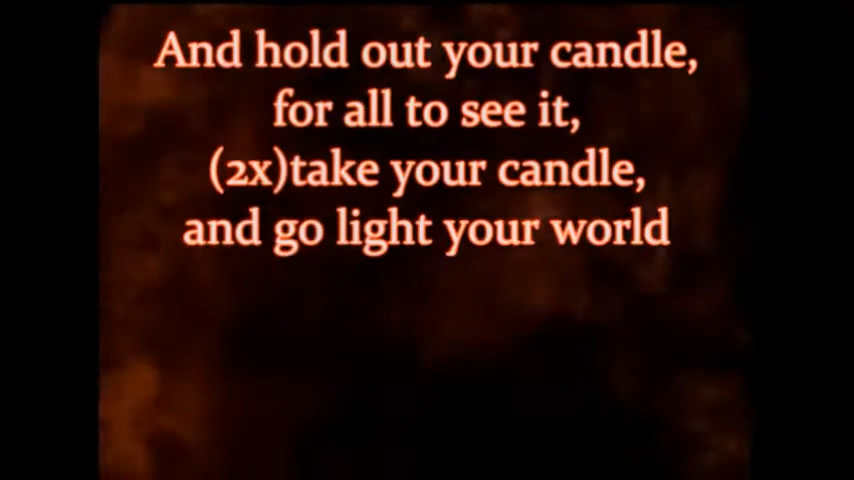 And hold out your candle,
for all to see it,
(2x)take your candle,
and go light your world